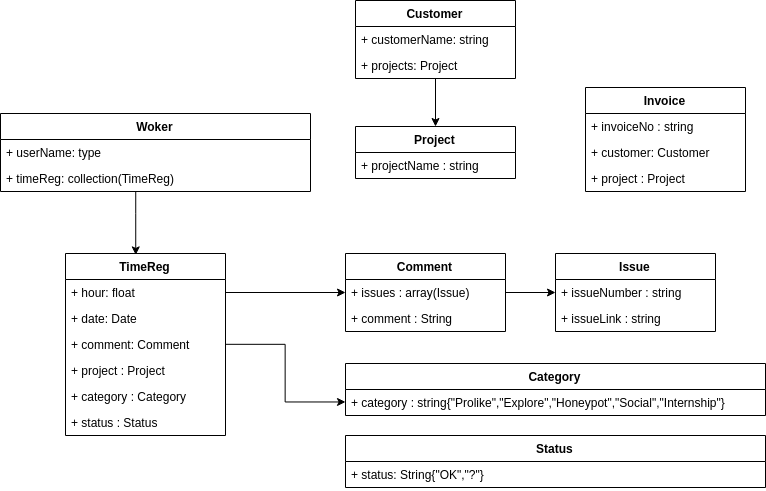 Customer
+ customerName: string
+ projects: Project
Project
+ projectName : string
Invoice
+ invoiceNo : string
+ customer: Customer
+ project : Project
Woker
+ userName: type
+ timeReg: collection(TimeReg)
TimeReg
+ hour: float
+ date: Date
+ comment: Comment
+ project : Project
+ category : Category
+ status : Status
Comment
+ issues : array(Issue)
+ comment : String
Issue
+ issueNumber : string
+ issueLink : string
Category
+ category : string{"Prolike","Explore","Honeypot","Social","Internship"}
Status
+ status: String{"OK","?"}